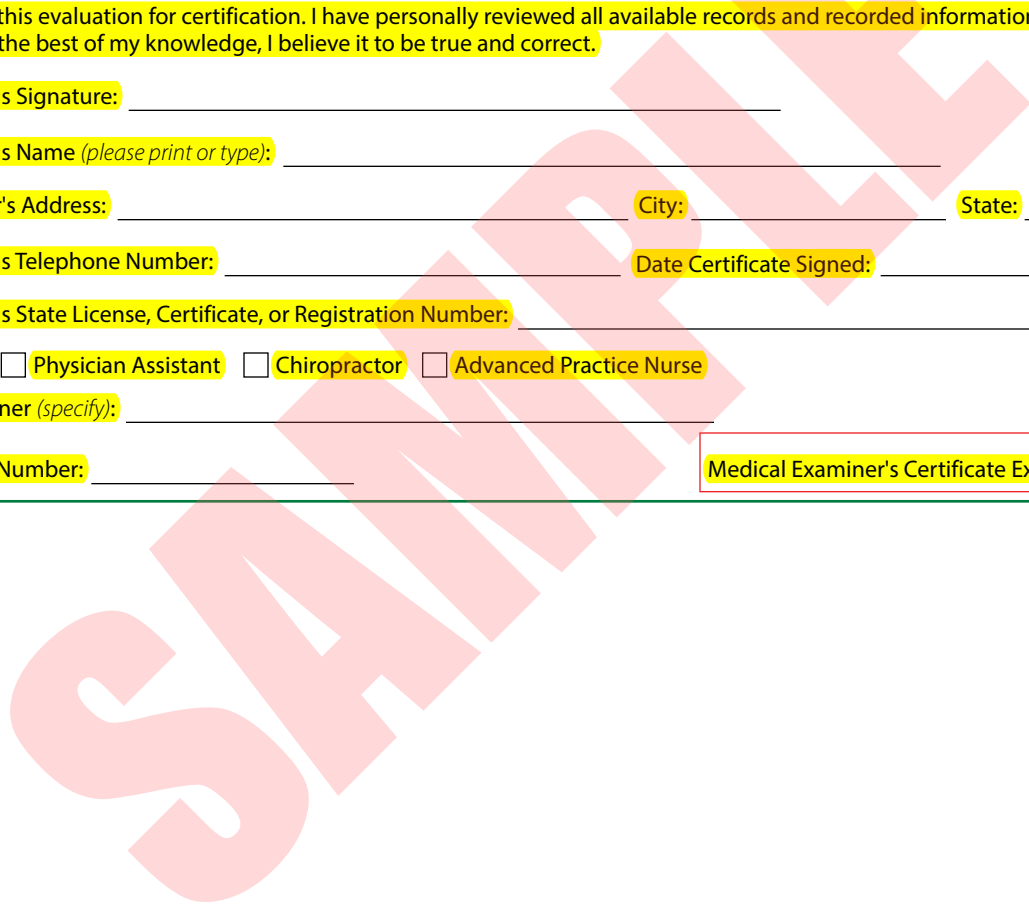 this evaluation for certification. I have personally reviewed all available records and recorded information
the best of my knowledge, I believe it to be true and correct.
s Signature:
s Name (please print or type):
's Address: City: State:
s Telephone Number: Date Certificate Signed:
s State License, Certificate, or Registration Number:
Physician Assistant Chiropractor Advanced Practice Nurse
ner (specify):
Number: Medical Examiner's Certificate Ex
SAMPLE